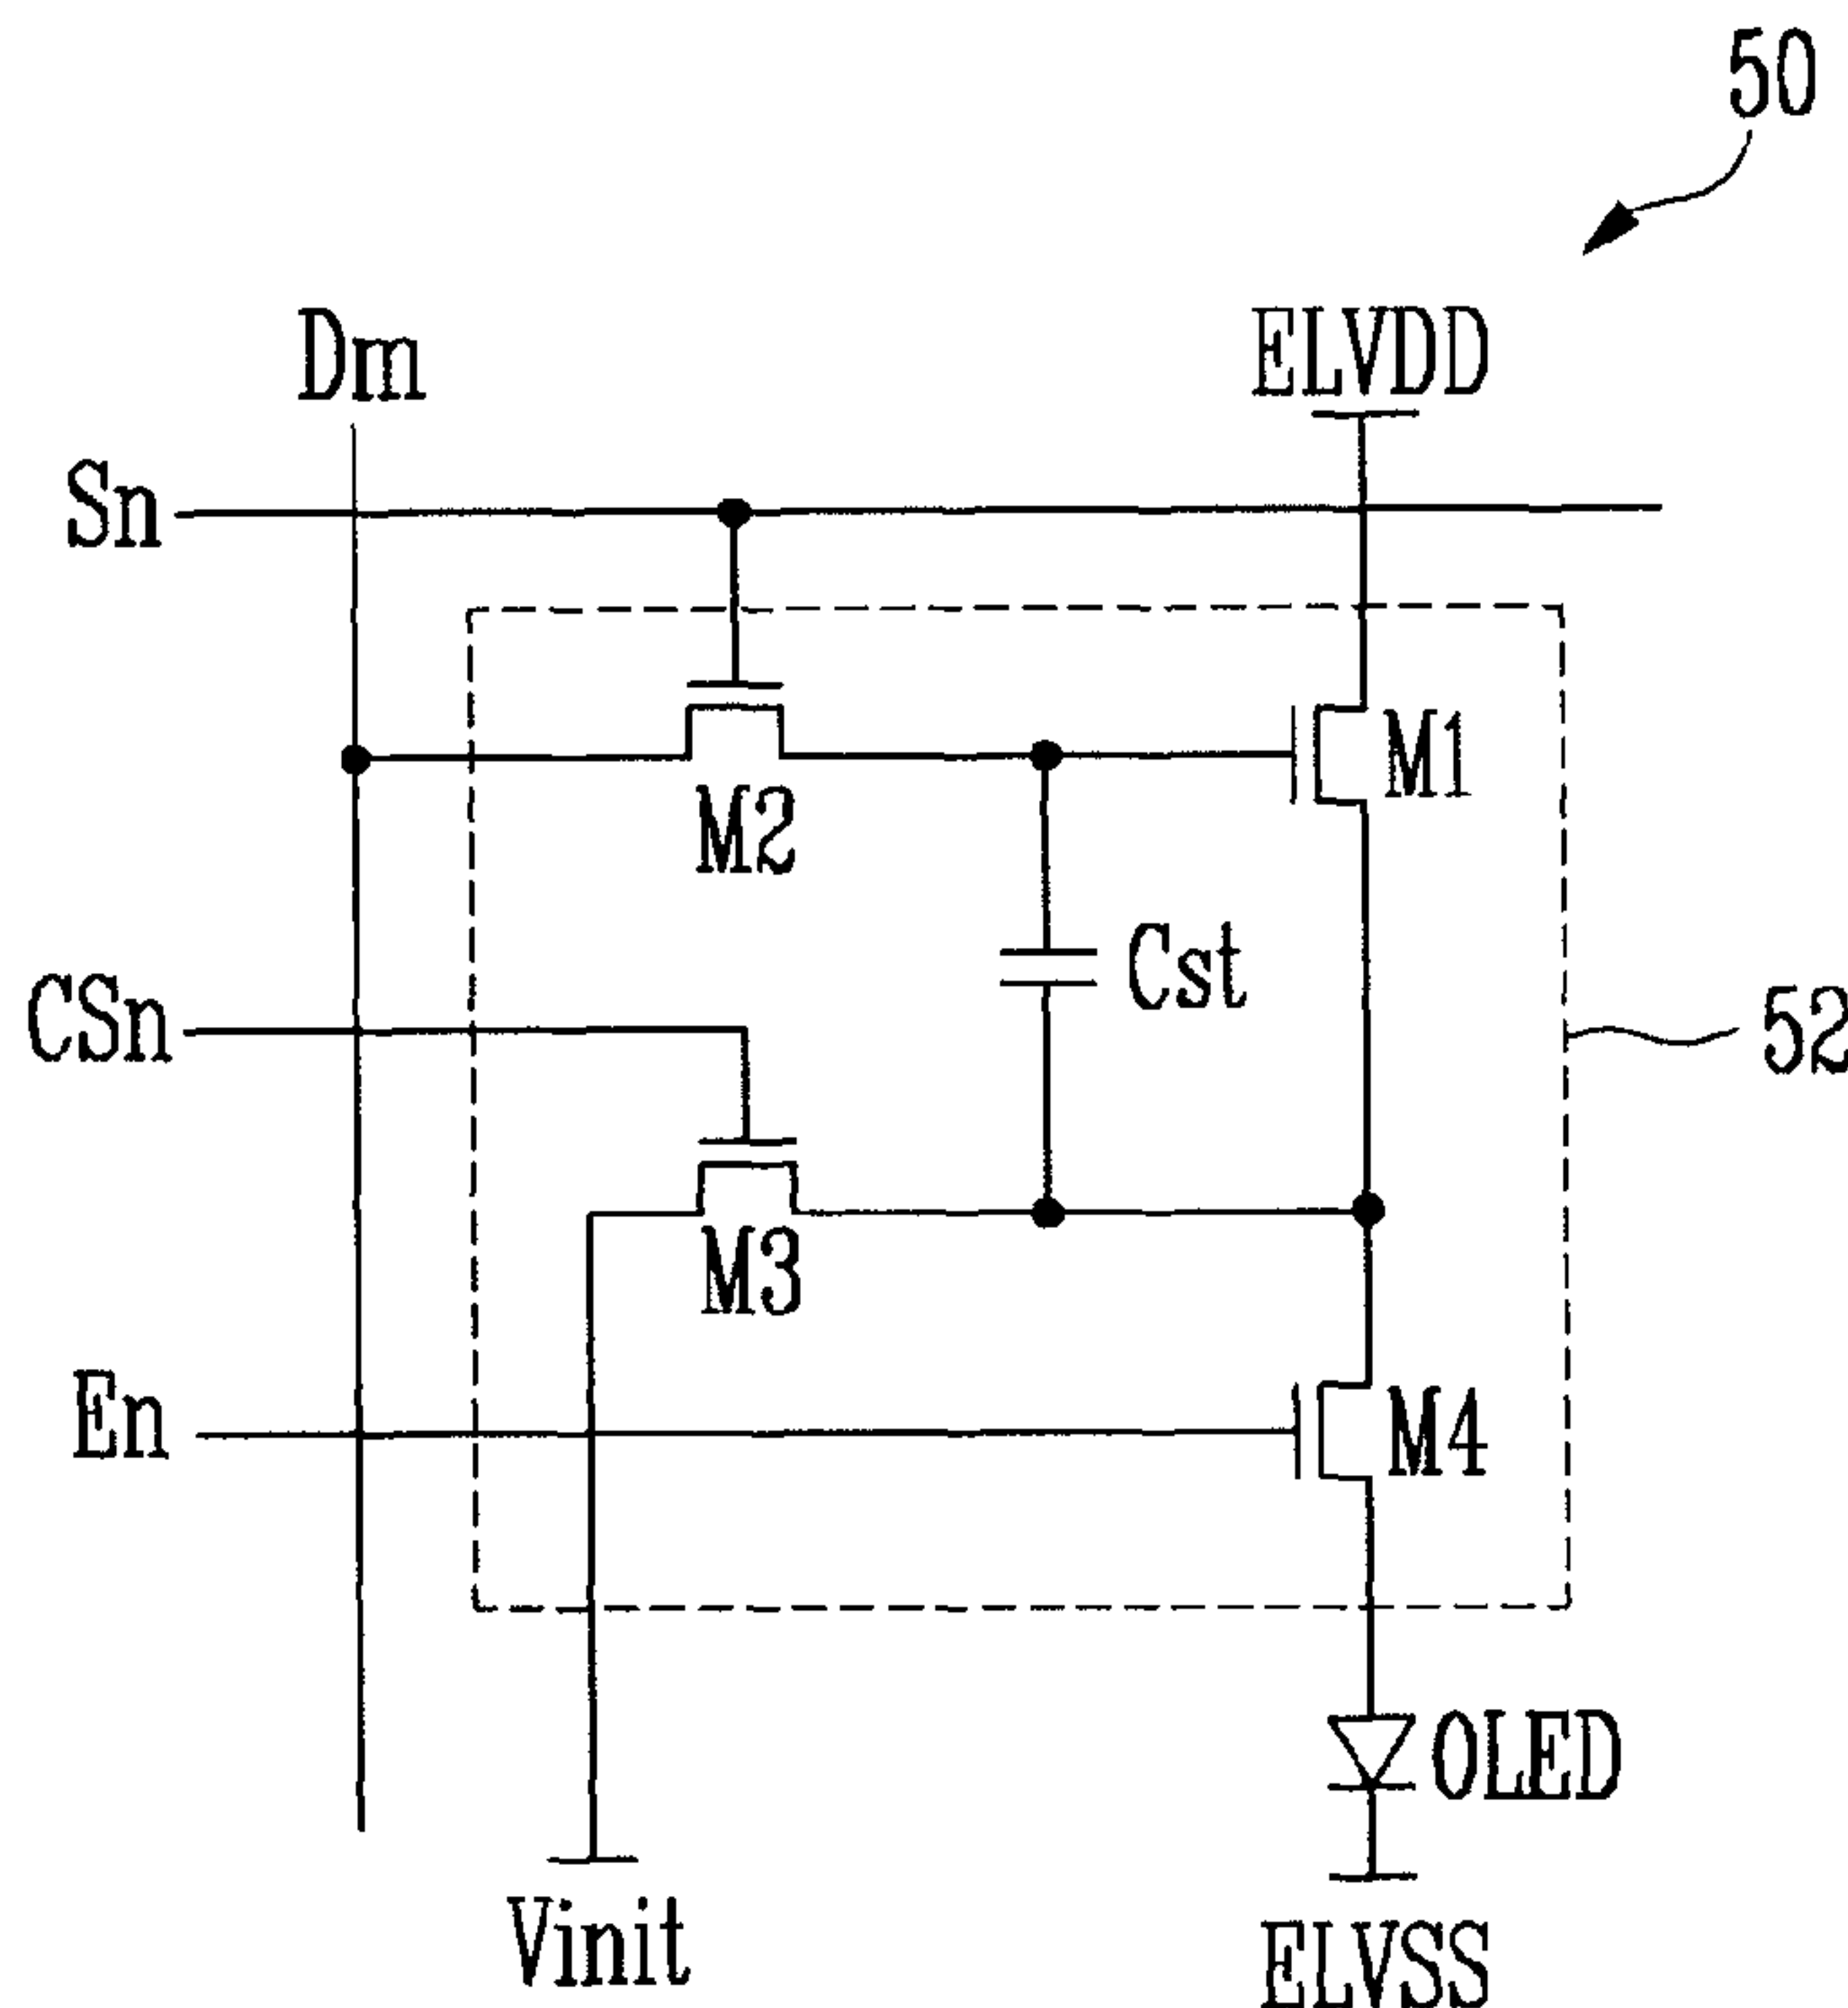 50
Dm
ELVDD
Sn
M1
M2
Cst
CSn
52
M3
En
M4
OLED
Vinit
ELVSS